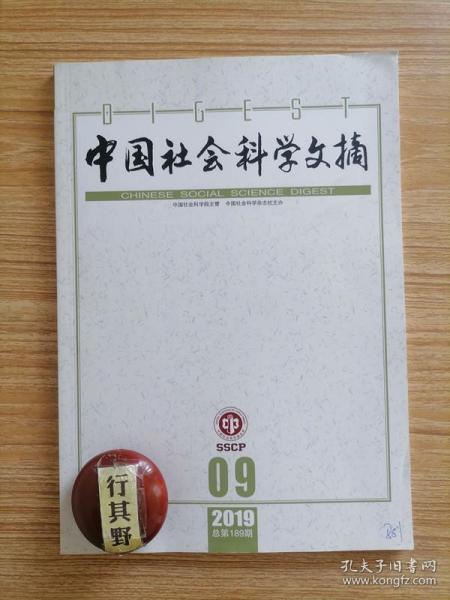 DIGEST
中国社会科学文摘
CHINESE SOCIAL SCIENCE DIGEST
中国社会科学院主管 中国社会科学杂志社主办
SSCP
09
2019
总第189期
行其野
孔夫子旧书网
www.kongfz.com